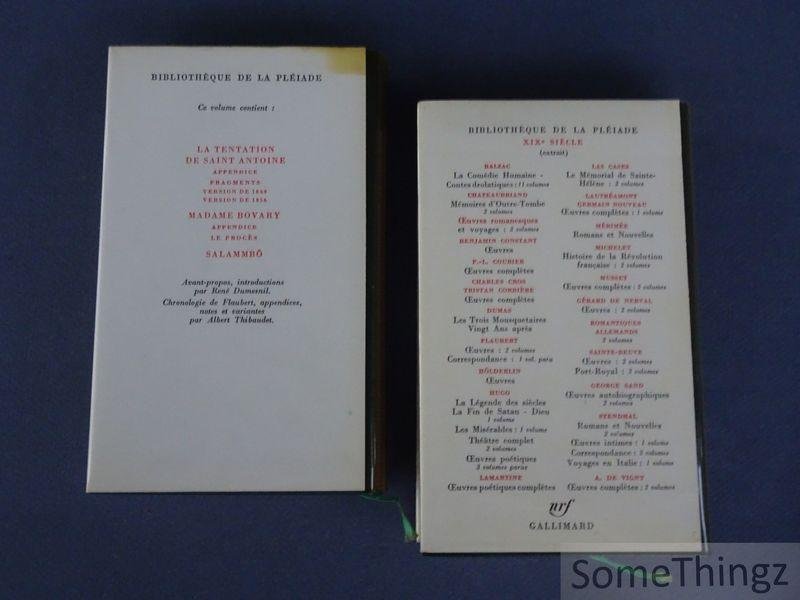 BIBLIOTHÈQUE DE LA PLÉIADE
Ce volume contient :
LA TENTATION
DE SAINT ANTOINE
APPENDICE
FRAGMENTS
VERSION DE 1849
VERSION DE 1856
MADAME BOVARY
APPENDICE
LE PROCÈS
SALAMMBÔ
Avant-propos, introductions
par René Dumesnil.
Chronologie de Flaubert, appendices,
notes et variantes
par Albert Thibaudet.
BIBLIOTHÈQUE DE LA PLÉIADE
XIXe SIÈCLE
(extrait)
BALZAC
La Comédie Humaine -
Contes drolatiques : 11 volumes
CHATEAUBRIAND
Mémoires d'Outre-Tombe
2 volumes
Œuvres romanesques
et voyages : 2 volumes
BENJAMIN CONSTANT
Œuvres
P.-L. COURIER
Œuvres complètes
CHARLES CROS
TRISTAN CORBIÈRE
Œuvres complètes
DUMAS
Les Trois Mousquetaires
Vingt Ans après
FLAUBERT
Œuvres : 2 volumes
Correspondance : 1 vol. paru
HÖLDERLIN
Œuvres
HUGO
La Légende des siècles
La Fin de Satan - Dieu
1 volume
Les Misérables : 1 volume
Théâtre complet
2 volumes
Œuvres poétiques
3 volumes parus
LAMARTINE
Œuvres poétiques complètes
LAS CASES
Le Mémorial de Sainte-
Hélène : 2 volumes
LAUTRÉAMONT
GERMAIN NOUVEAU
Œuvres complètes : 1 volume
MÉRIMÉE
Romans et Nouvelles
MICHELET
Histoire de la Révolution
française : 2 volumes
MUSSET
Œuvres complètes : 3 volumes
GÉRARD DE NERVAL
Œuvres : 2 volumes
ROMANTIQUES
ALLEMANDS
2 volumes
SAINTE-BEUVE
Œuvres : 2 volumes
Port-Royal : 3 volumes
GEORGE SAND
Œuvres autobiographiques
2 volumes
STENDHAL
Romans et Nouvelles
2 volumes
Œuvres intimes : 1 volume
Correspondance : 3 volumes
Voyages en Italie : 1 volume
A. DE VIGNY
Œuvres complètes : 2 volumes
nrf
GALLIMARD
SomeThingz